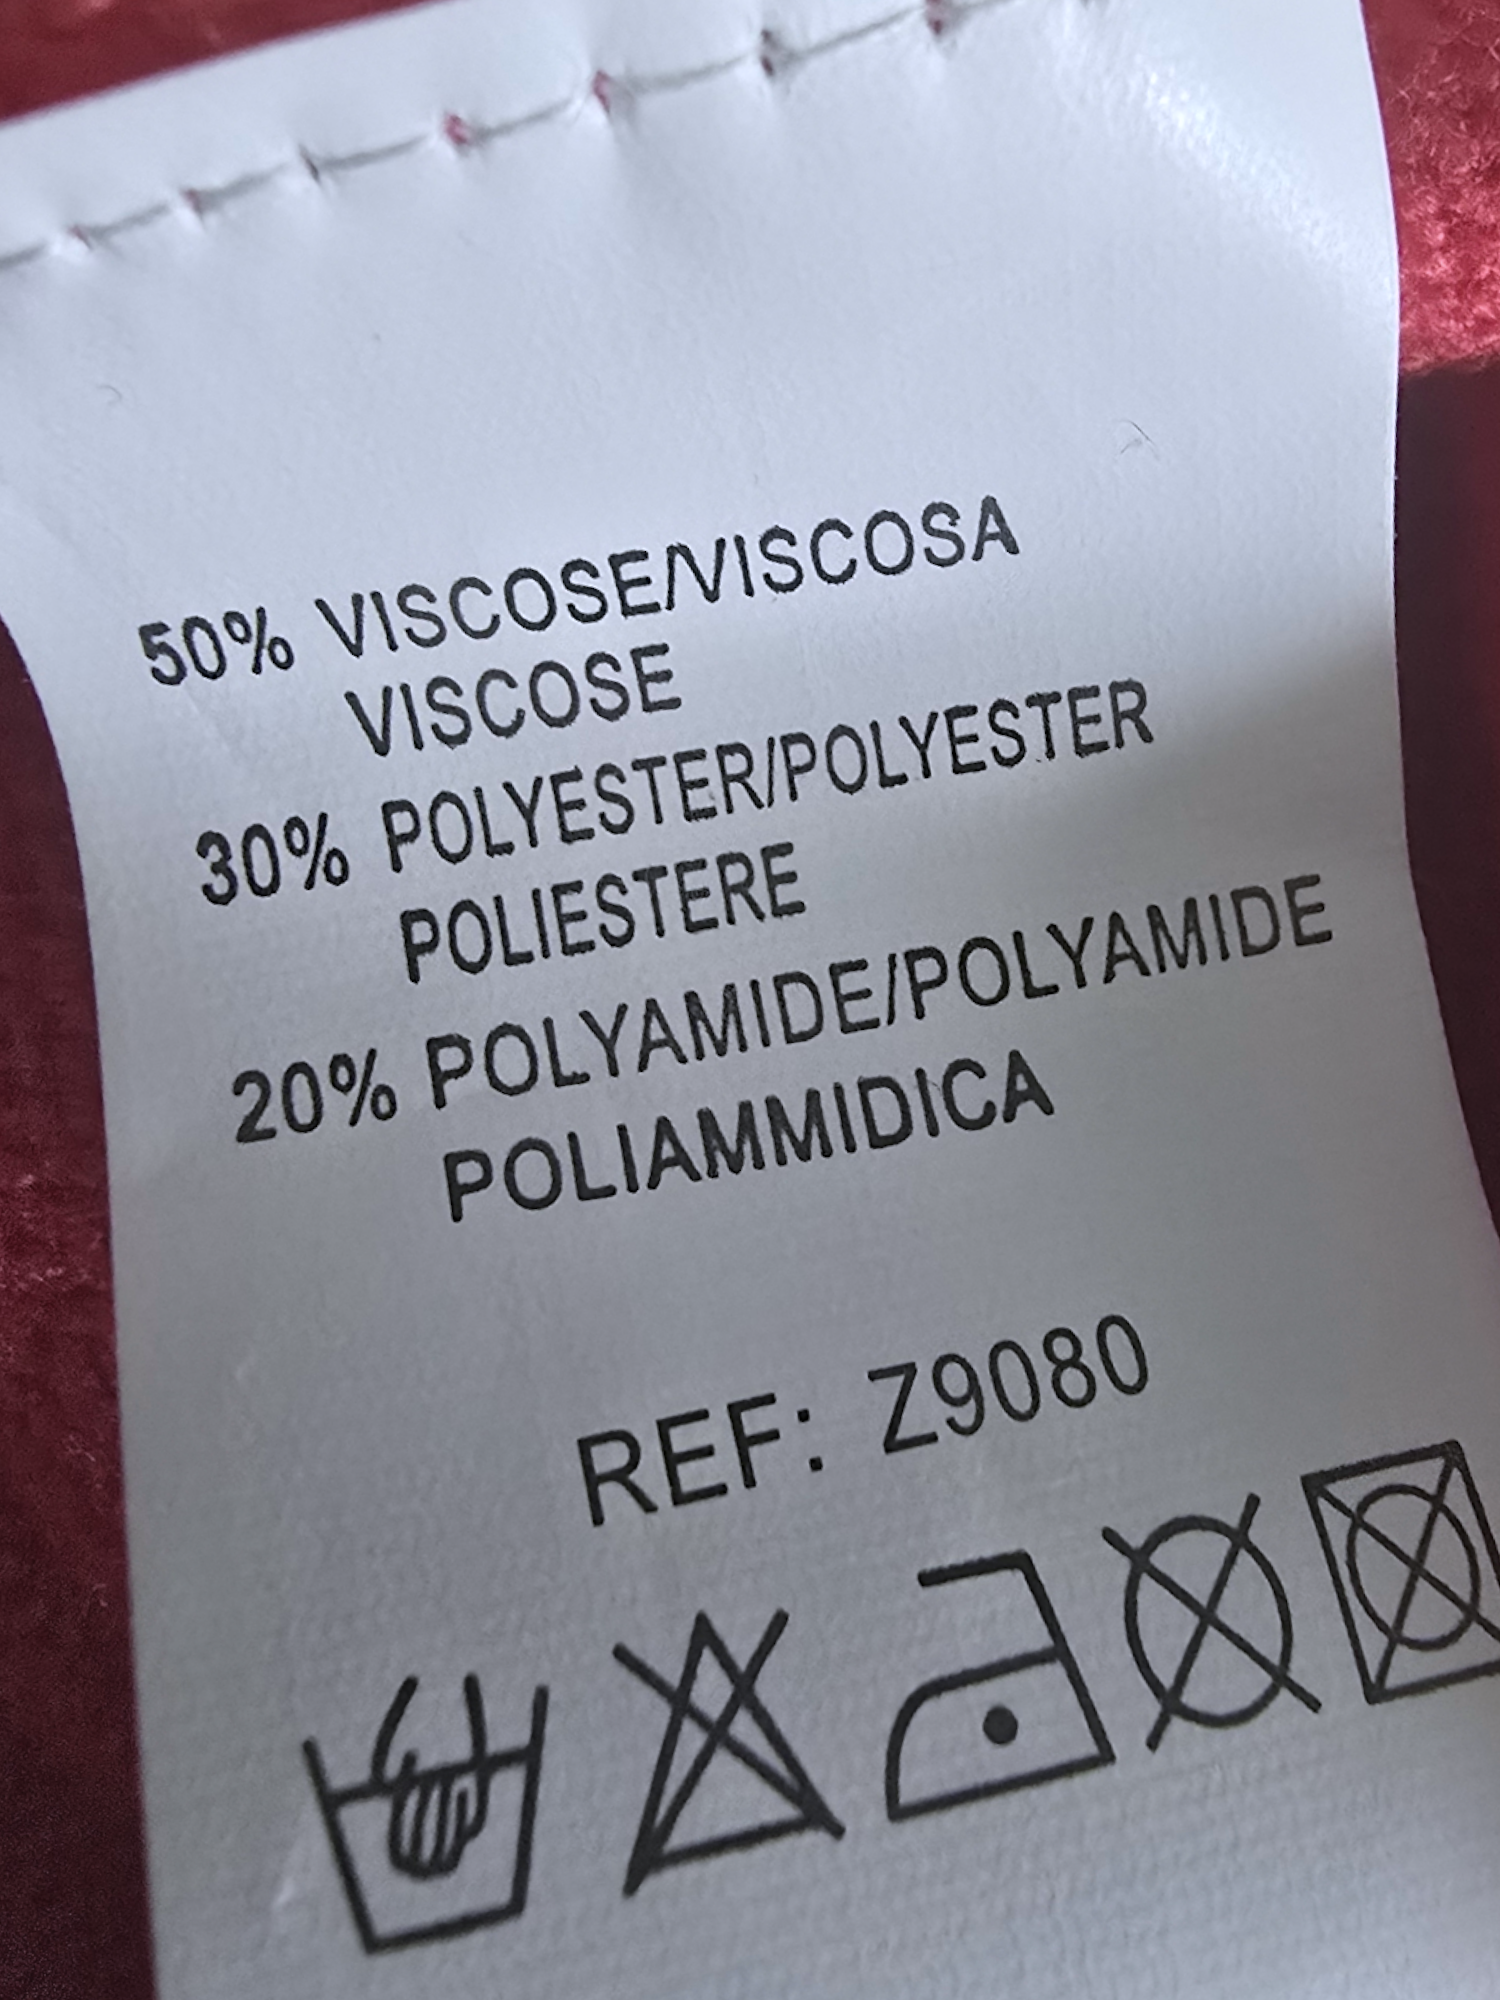 50% VISCOSE/VISCOSA
VISCOSE
30% POLYESTER/POLYESTER
POLIESTERE
20% POLYAMIDE/POLYAMIDE
POLIAMMIDICA
REF: Z9080